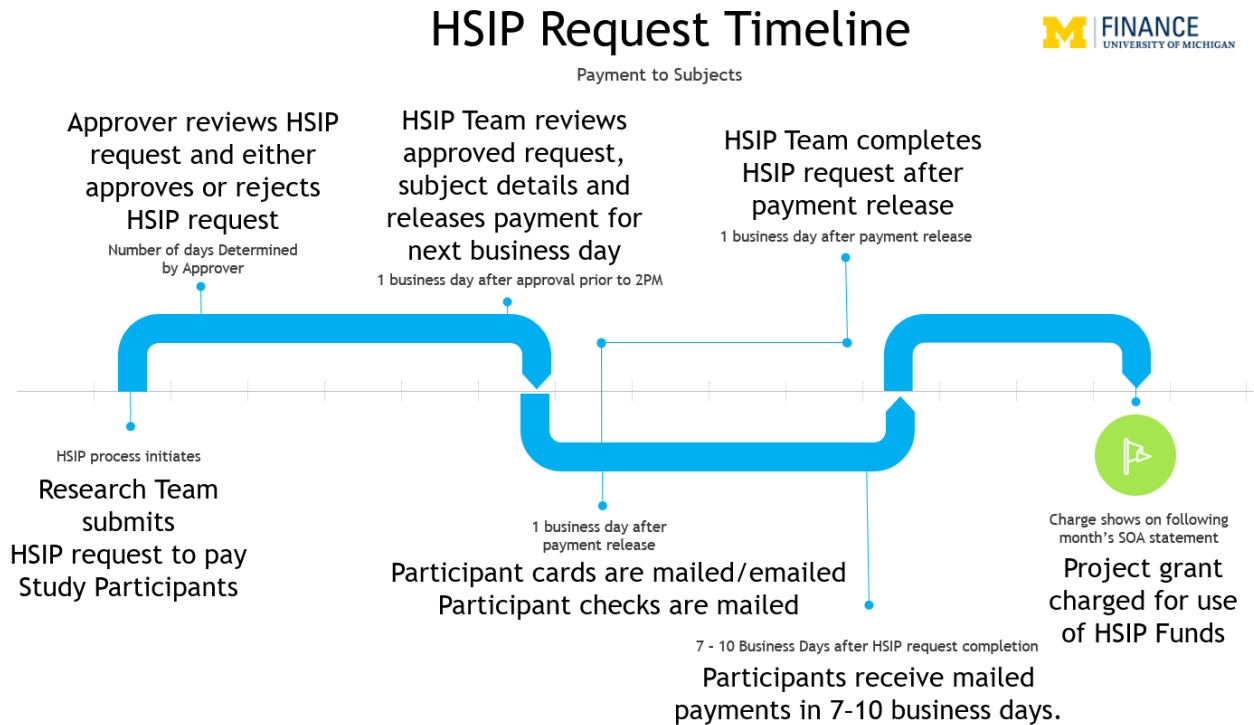 HSIP Request Timeline
M FINANCE
UNIVERSITY OF MICHIGAN
Payment to Subjects
Approver reviews HSIP
request and either
approves or rejects
HSIP request
Number of days Determined
by Approver
HSIP Team reviews
approved request,
subject details and
releases payment for
next business day
1 business day after approval prior to 2PM
HSIP Team completes
HSIP request after
payment release
1 business day after payment release
HSIP process initiates
Research Team
submits
HSIP request to pay
Study Participants
1 business day after
payment release
Participant cards are mailed/emailed
Participant checks are mailed
7 - 10 Business Days after HSIP request completion
Participants receive mailed
payments in 7-10 business days.
Charge shows on following
month's SOA statement
Project grant
charged for use
of HSIP Funds